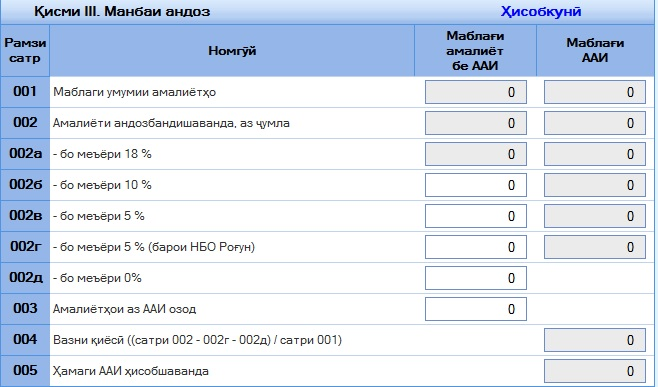 Қисми III. Манбаи андоз Ҳисобкунӣ
Рамзи сатр Номгӯй Маблағи амалиёт бе ААИ Маблағи ААИ
001 Маблаги умумии амалиётҳо 0 0
002 Амалиёти андозбандишаванда, аз ҷумла 0 0
002а - бо меъёри 18 % 0 0
002б - бо меъёри 10 % 0 0
002в - бо меъёри 5 % 0 0
002г - бо меъёри 5 % (барои НБО Роғун) 0 0
002д - бо меъёри 0% 0
003 Амалиётҳои аз ААИ озод 0
004 Вазни қиёсӣ ((сатри 002 - 002г - 002д) / сатри 001) 0
005 Ҳамаги ААИ ҳисобшаванда 0